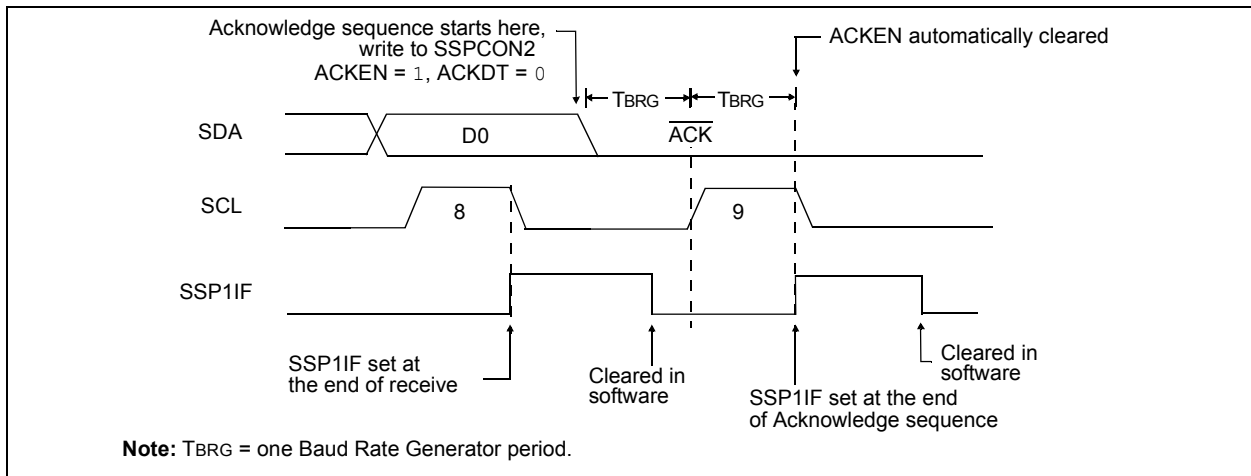 Acknowledge sequence starts here,
write to SSPCON2
ACKEN = 1, ACKDT = 0
ACKEN automatically cleared
TBRG
TBRG
SDA
D0
ACK
SCL
8
9
SSP1IF
SSP1IF set at
the end of receive
Cleared in
software
SSP1IF set at the end
of Acknowledge sequence
Cleared in
software
Note: TBRG = one Baud Rate Generator period.